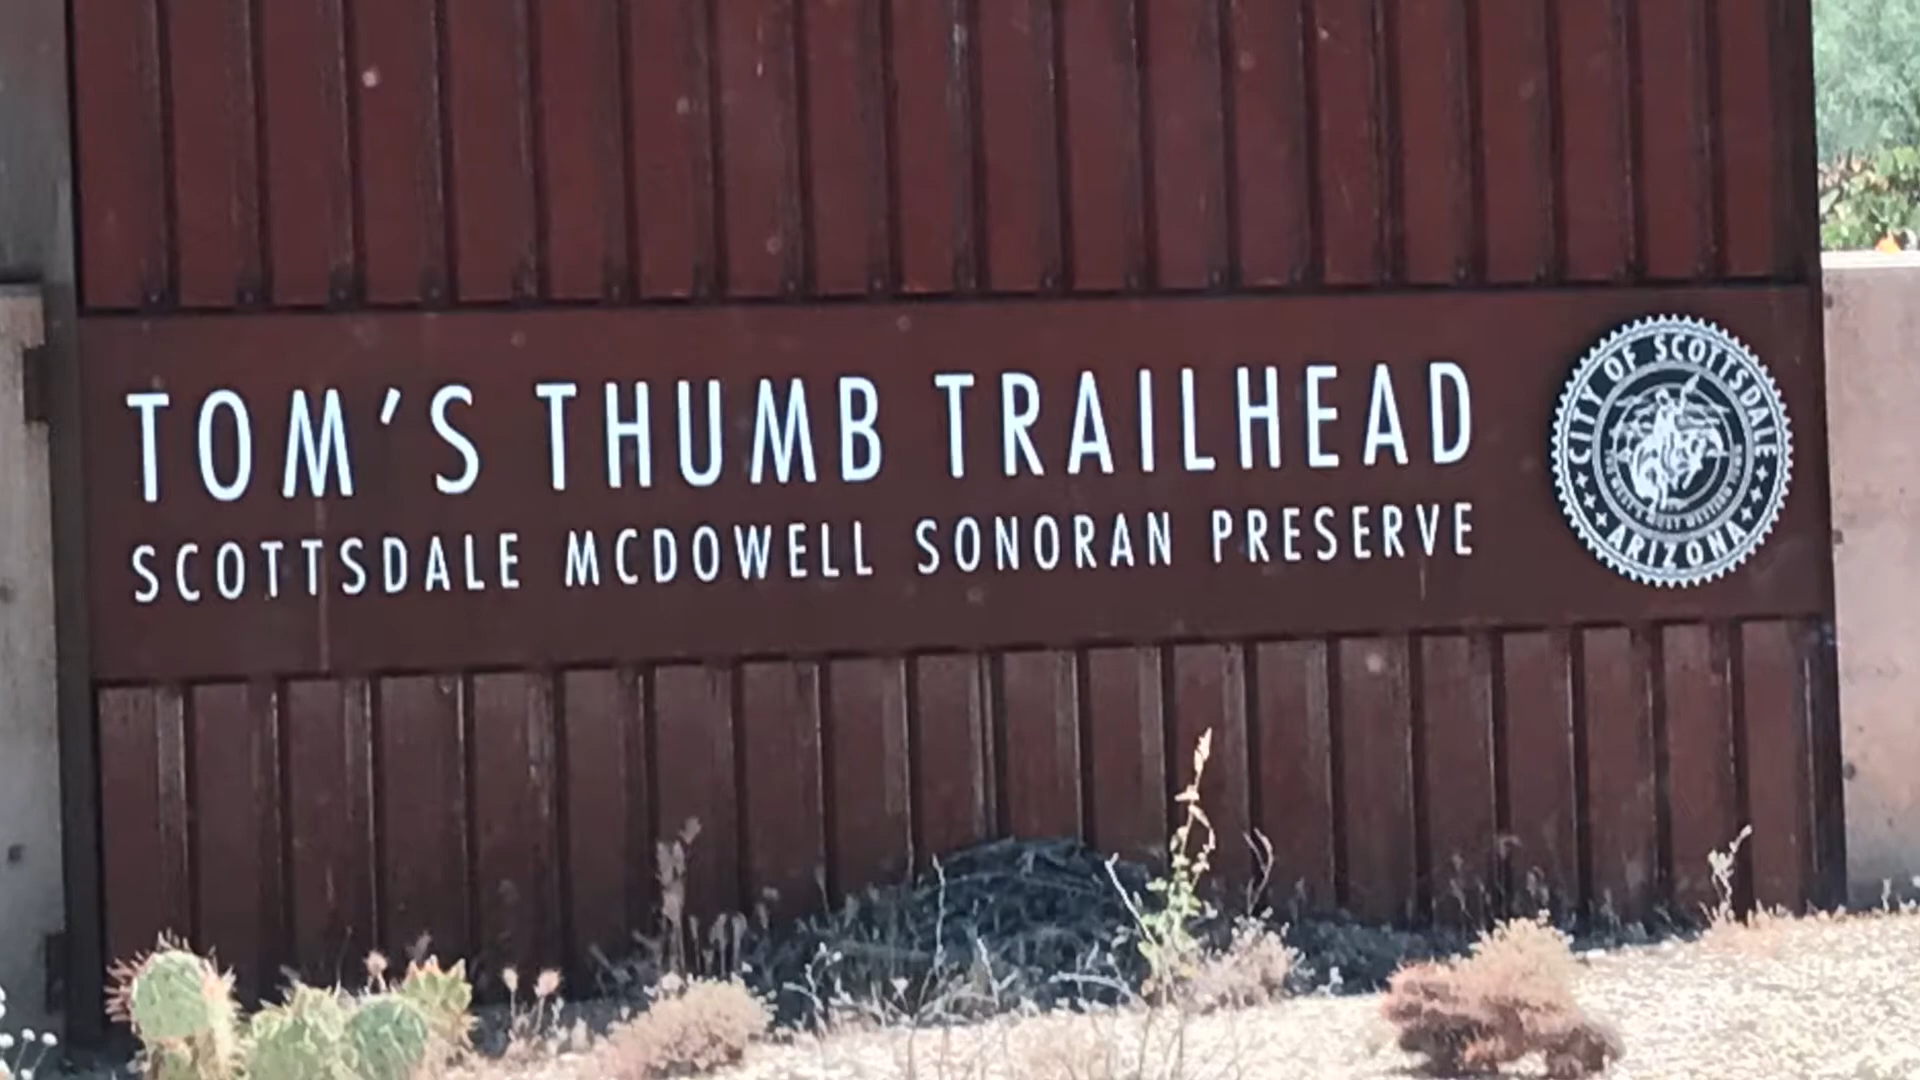 TOM'S THUMB TRAILHEAD
SCOTTSDALE MCDOWELL SONORAN PRESERVE
CITY OF SCOTTSDALE
ARIZONA